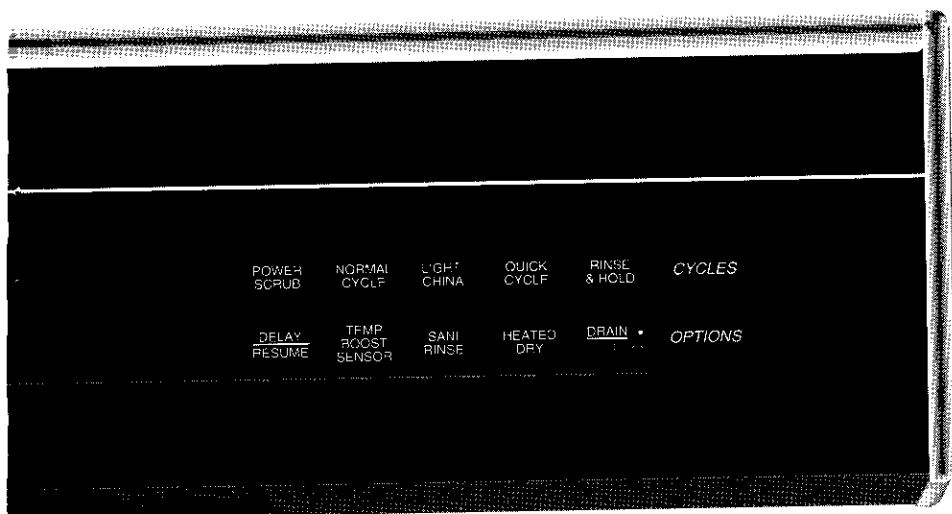 POWER SCRUB NORMAL CYCLE LIGHT CHINA QUICK CYCLE RINSE & HOLD CYCLES
DELAY RESUME TEMP BOOST SENSOR SANI RINSE HEATED DRY DRAIN OPTIONS